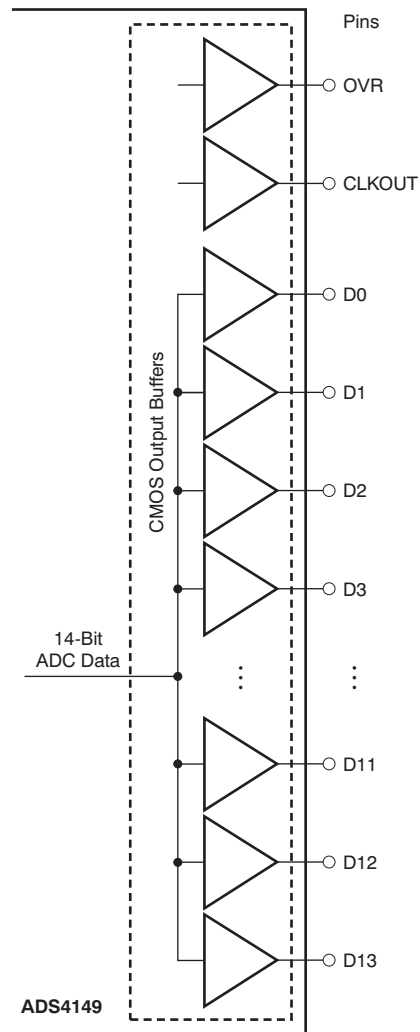 Pins
OVR
CLKOUT
D0
D1
CMOS Output Buffers
D2
D3
14-Bit
ADC Data
D11
D12
D13
ADS4149